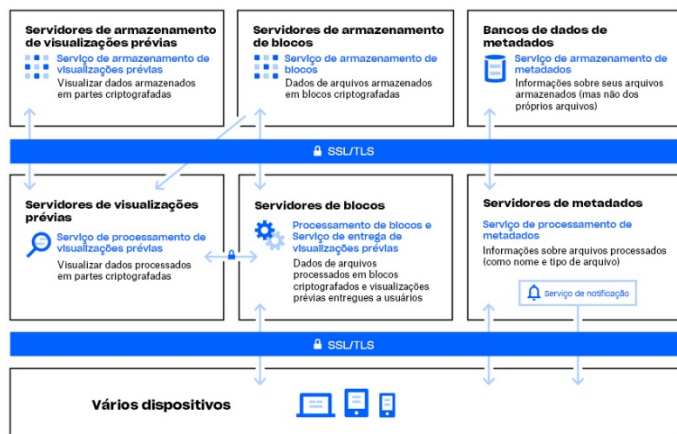 Servidores de armazenamento
de visualizações prévias
Serviço de armazenamento de
visualizações prévias
Visualizar dados armazenados
em partes criptografadas
Servidores de armazenamento
de blocos
Serviço de armazenamento de
blocos
Dados de arquivos armazenados
em blocos criptografadas
Bancos de dados de
metadados
Serviço de armazenamento de
metadados
Informações sobre seus arquivos
armazenados (mas não dos
próprios arquivos)
SSL/TLS
Servidores de visualizações
prévias
Serviço de processamento de
visualizações prévias
Visualizar dados processados
em partes criptografadas
Servidores de blocos
Processamento de blocos e
Serviço de entrega de
visualizações prévias
Dados de arquivos
processados em blocos
criptografados e visualizações
prévias entregues a usuários
Servidores de metadados
Serviço de processamento de
metadados
Informações sobre arquivos processados
(como nome e tipo de arquivo)
Serviço de notificação
SSL/TLS
Vários dispositivos